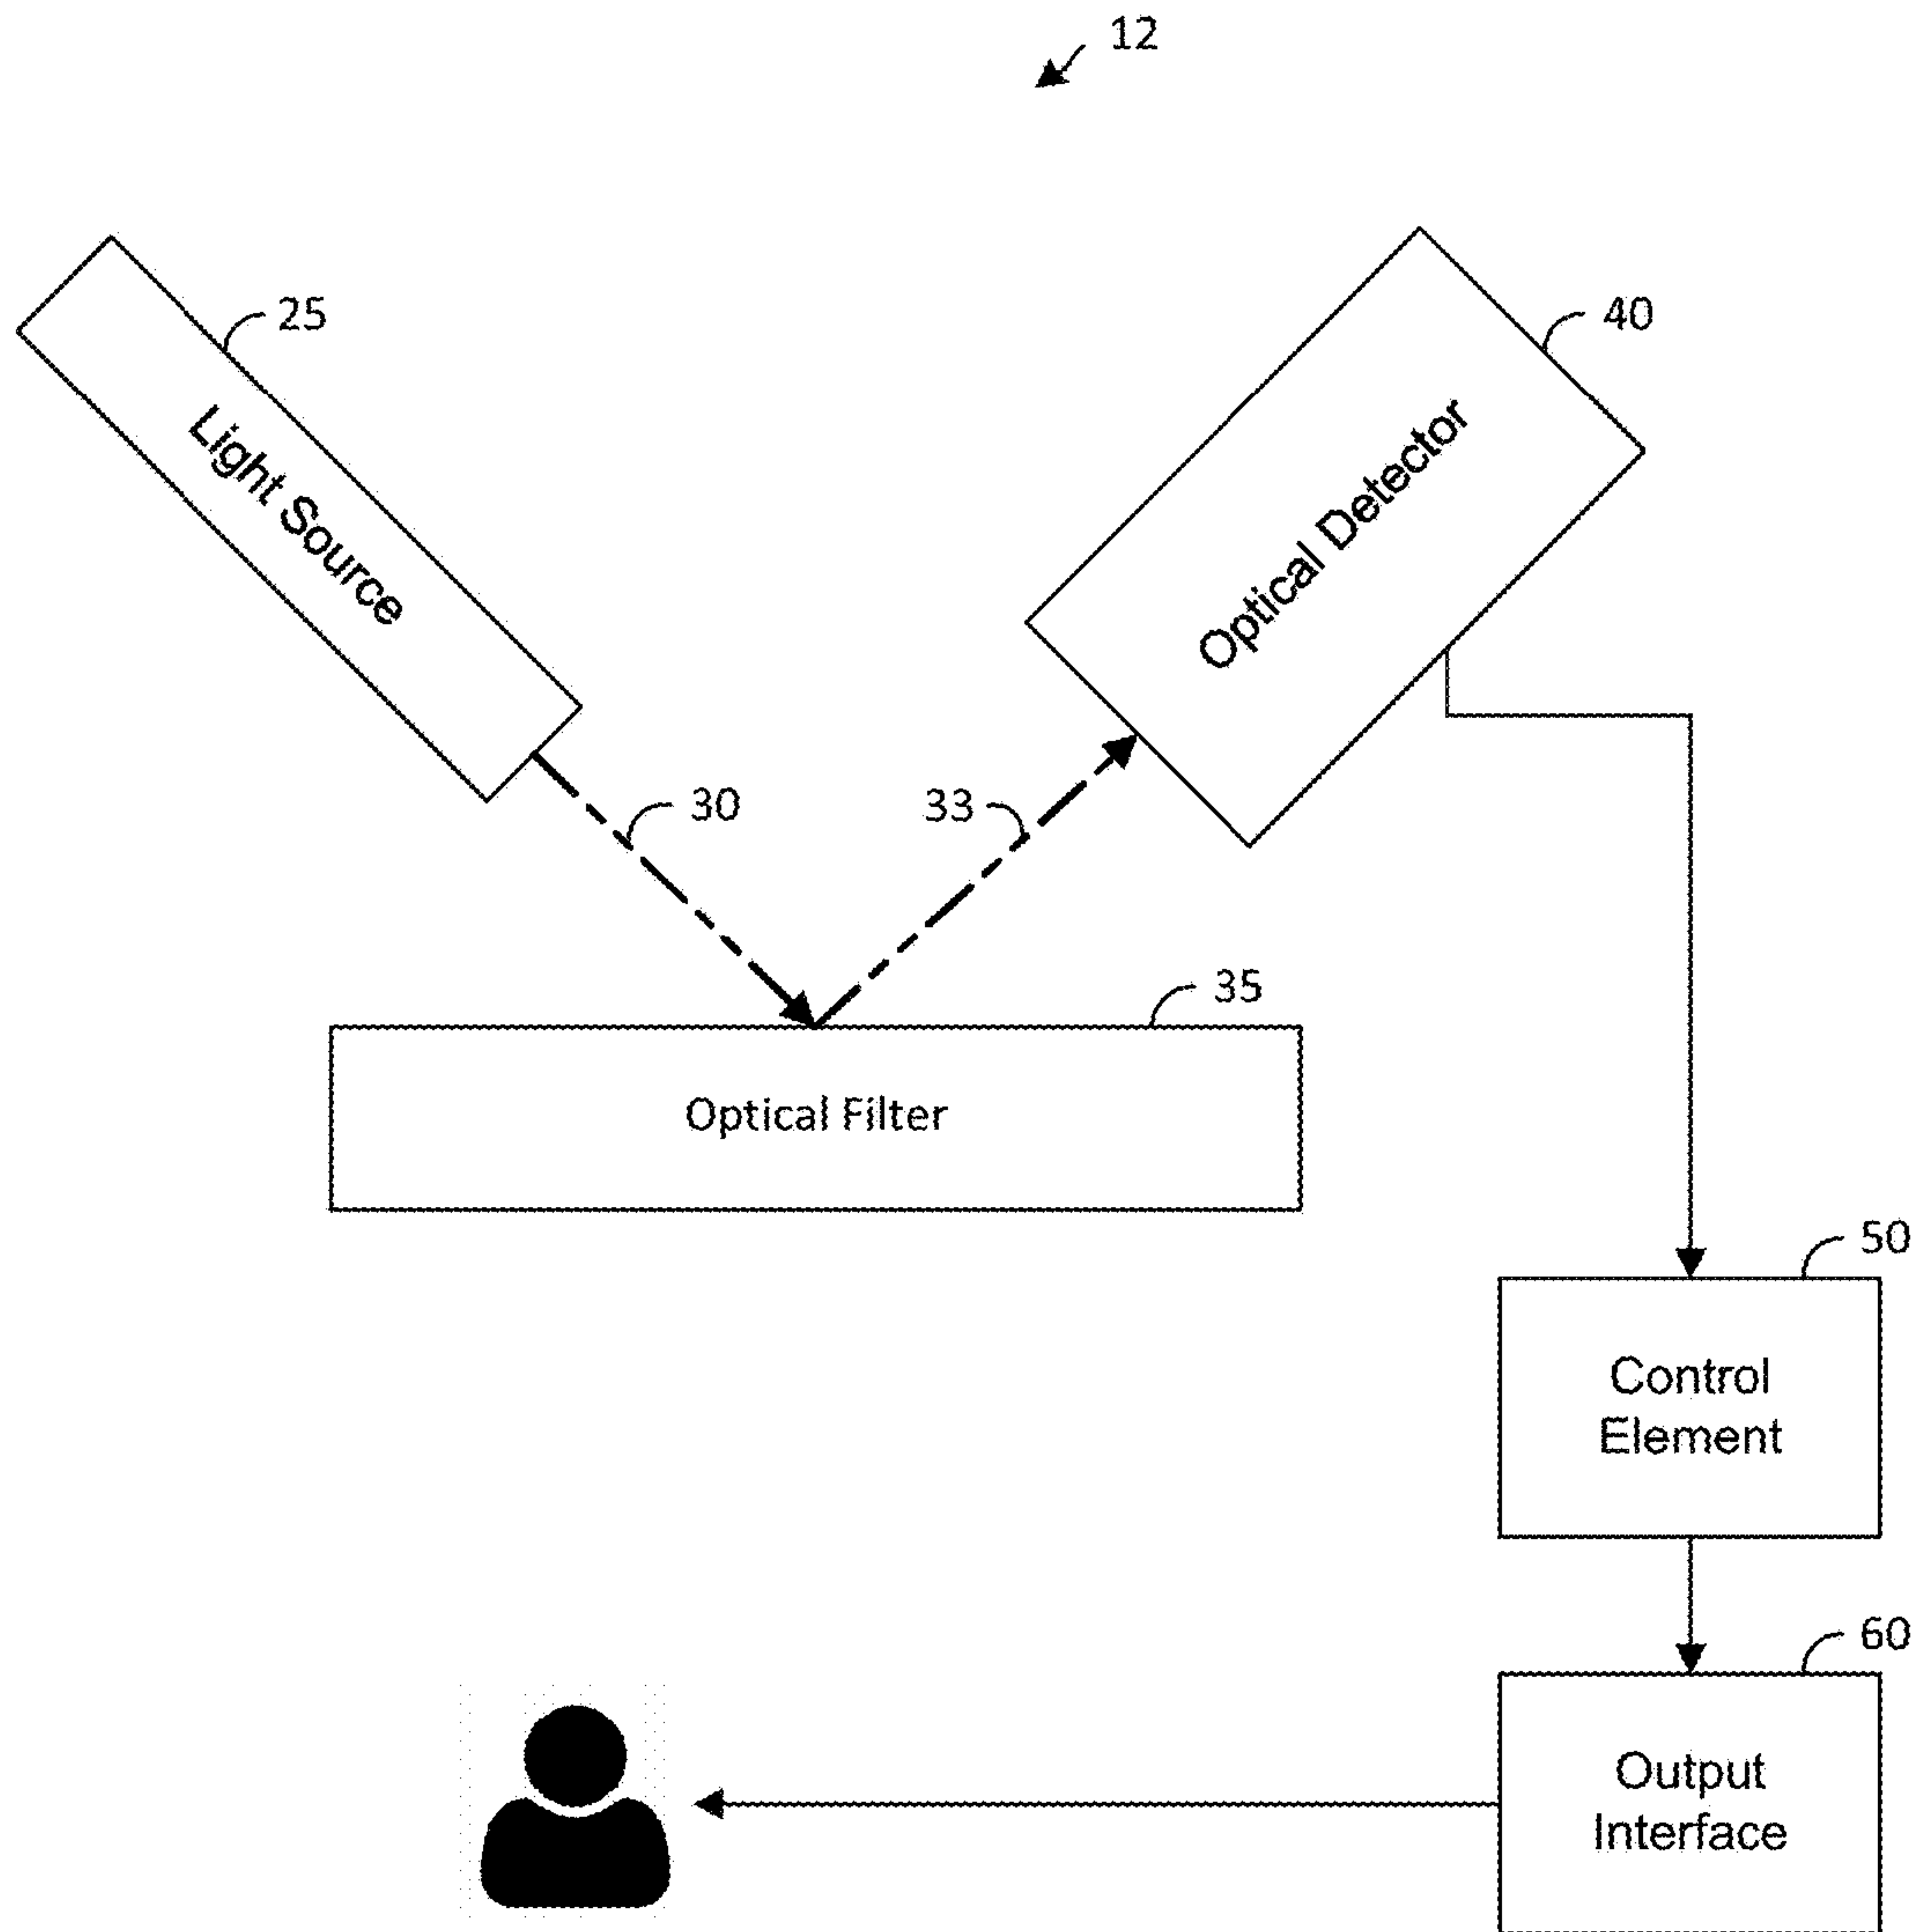 12
25
Light Source
40
Optical Detector
30
33
35
Optical Filter
50
Control
Element
60
Output
Interface